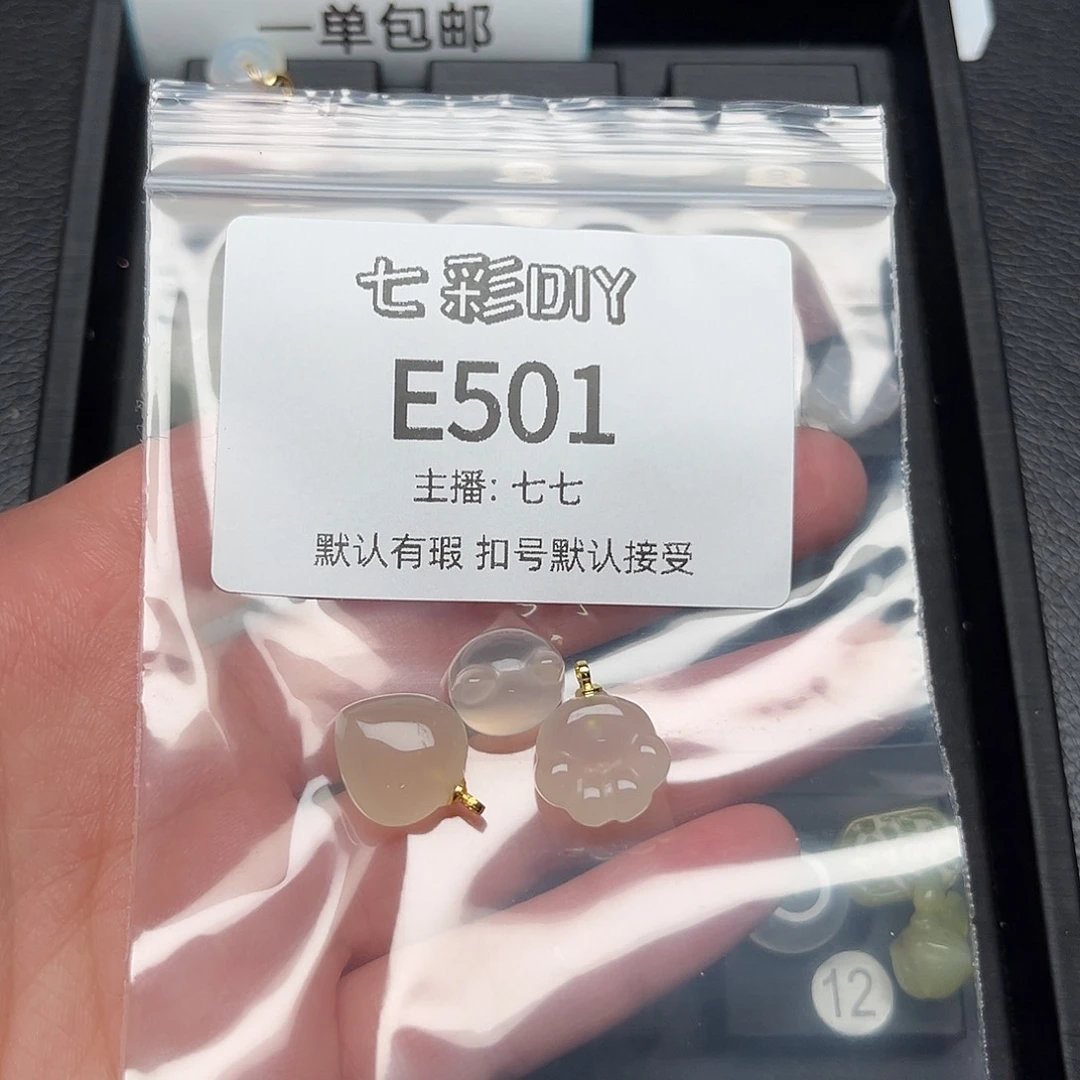 一单包邮
七彩DIY
E501
主播: 七七
默认有瑕 扣号默认接受
12